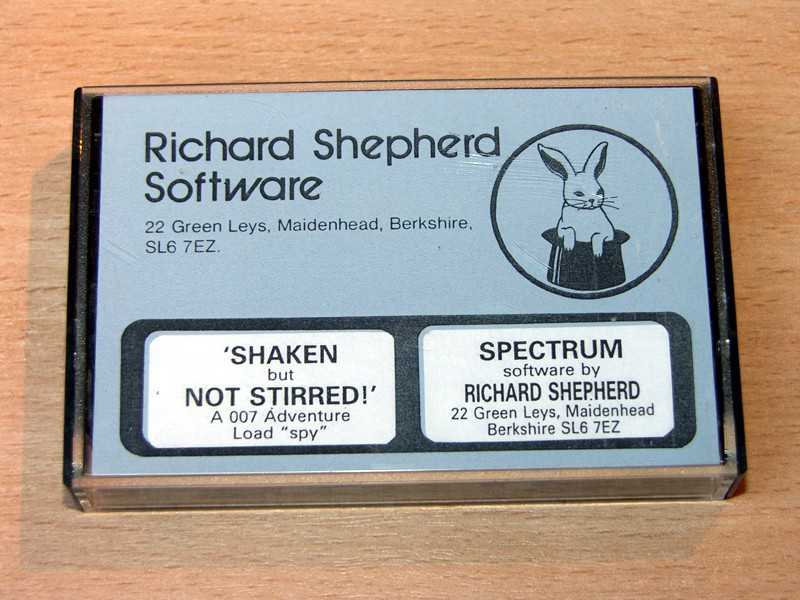 Richard Shepherd
Software
22 Green Leys, Maidenhead, Berkshire,
SL6 7EZ.
'SHAKEN
but
NOT STIRRED!'
A 007 Adventure
Load "spy"
SPECTRUM
software by
RICHARD SHEPHERD
22 Green Leys, Maidenhead
Berkshire SL6 7EZ